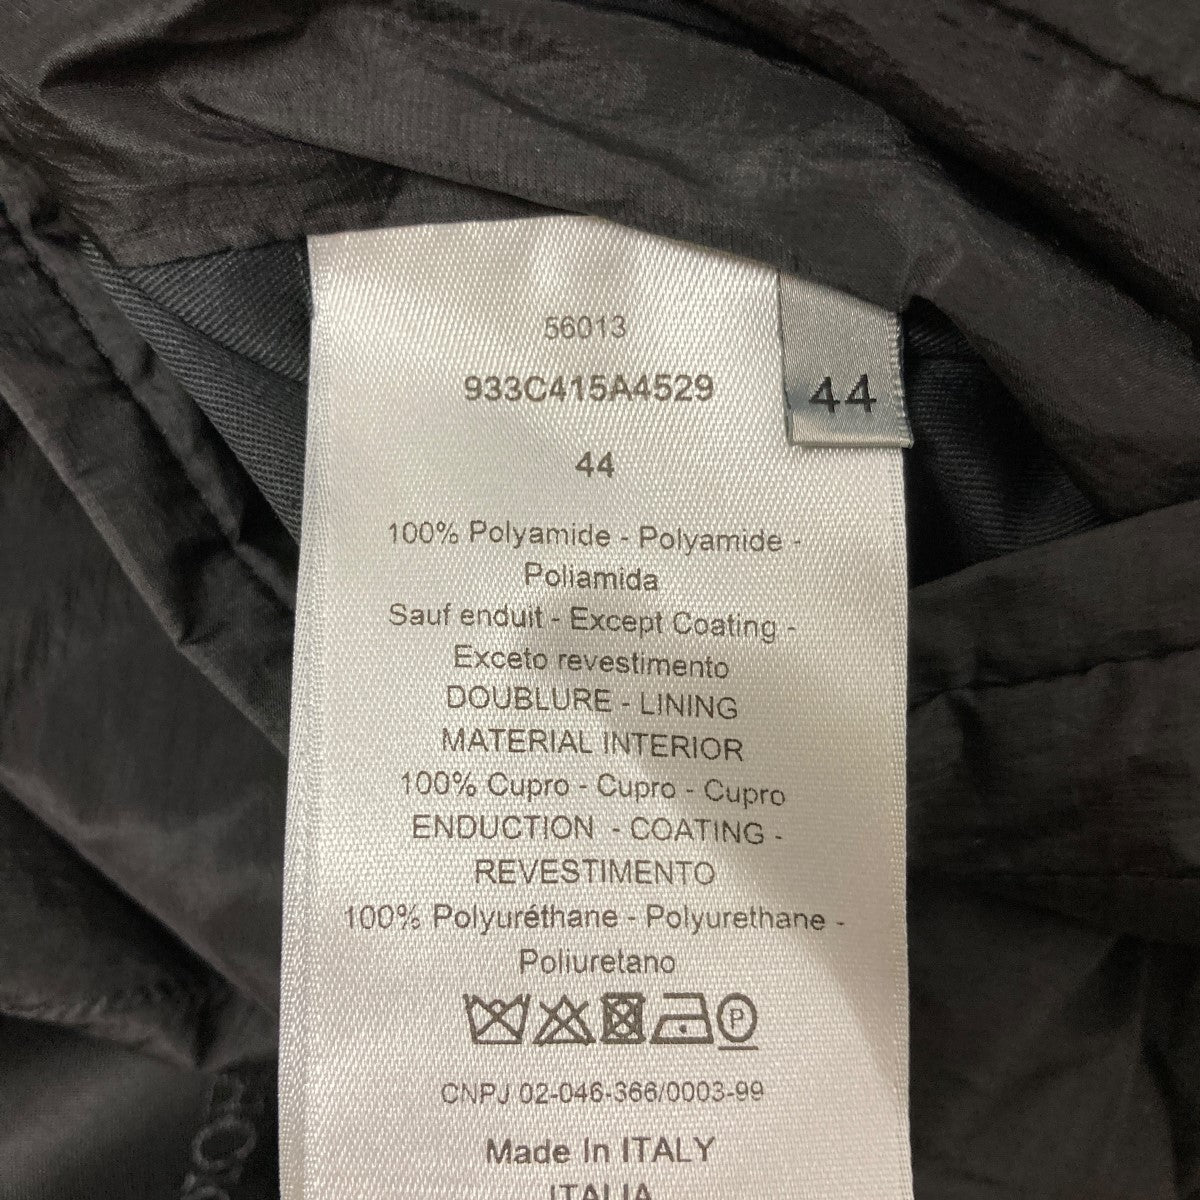 56013
933C415A4529
44
44
100% Polyamide - Polyamide -
Poliamida
Sauf enduit - Except Coating -
Exceto revestimento
DOUBLURE - LINING
MATERIAL INTERIOR
100% Cupro - Cupro - Cupro
ENDUCTION - COATING -
REVESTIMENTO
100% Polyuréthane - Polyurethane -
Poliuretano
P
CNPJ 02-046-366/0003-99
Made In ITALY
ITALIA